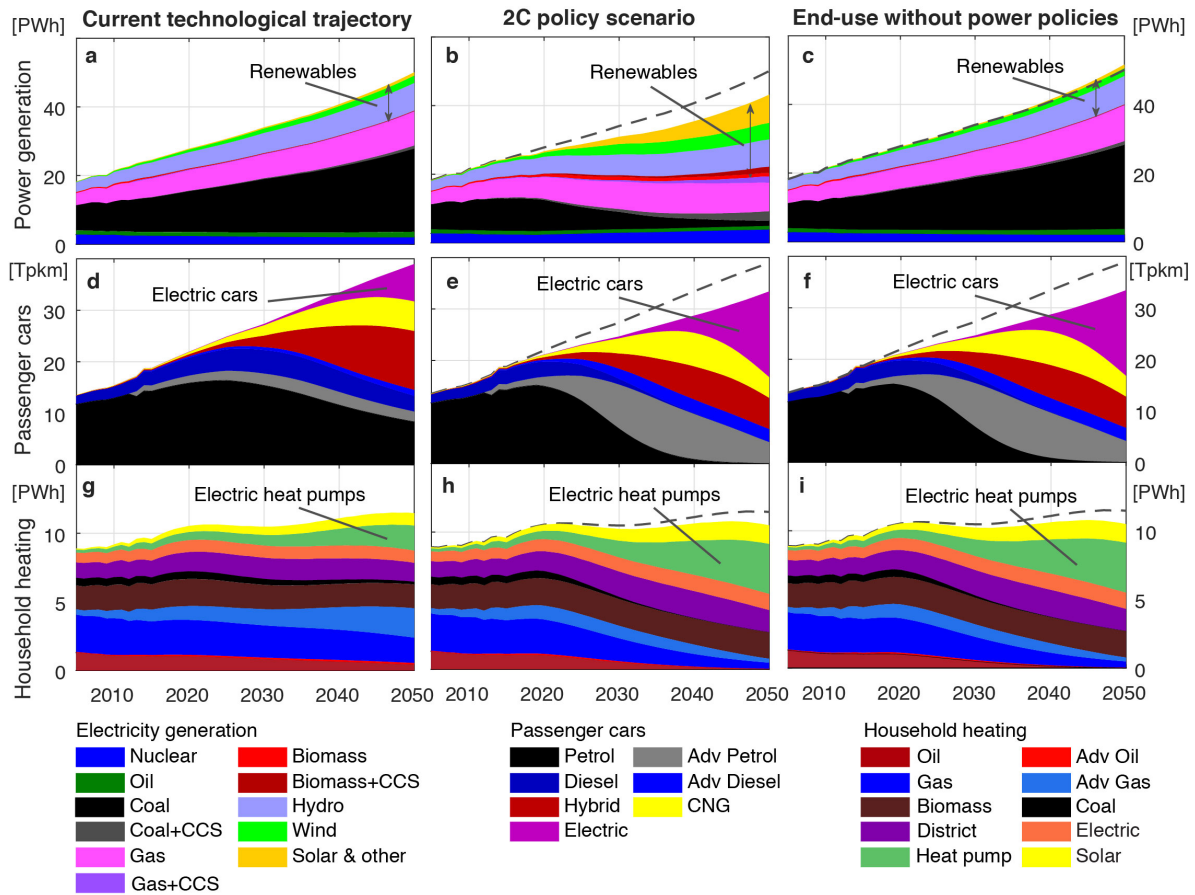 Current technological trajectory
2C policy scenario
End-use without power policies
[PWh]
[PWh]
Power generation
a
Renewables
b
Renewables
c
Renewables
40
20
0
40
20
0
[Tpkm]
[Tpkm]
Passenger cars
d
Electric cars
e
Electric cars
f
Electric cars
30
20
10
0
30
20
10
0
[PWh]
[PWh]
Household heating
g
Electric heat pumps
h
Electric heat pumps
i
Electric heat pumps
10
5
0
10
5
0
2010 2020 2030 2040 2050
2010 2020 2030 2040 2050
2010 2020 2030 2040 2050
Electricity generation
Nuclear
Biomass
Oil
Biomass+CCS
Coal
Hydro
Coal+CCS
Wind
Gas
Solar & other
Gas+CCS
Passenger cars
Petrol
Adv Petrol
Diesel
Adv Diesel
Hybrid
CNG
Electric
Household heating
Oil
Adv Oil
Gas
Adv Gas
Biomass
Coal
District
Electric
Heat pump
Solar